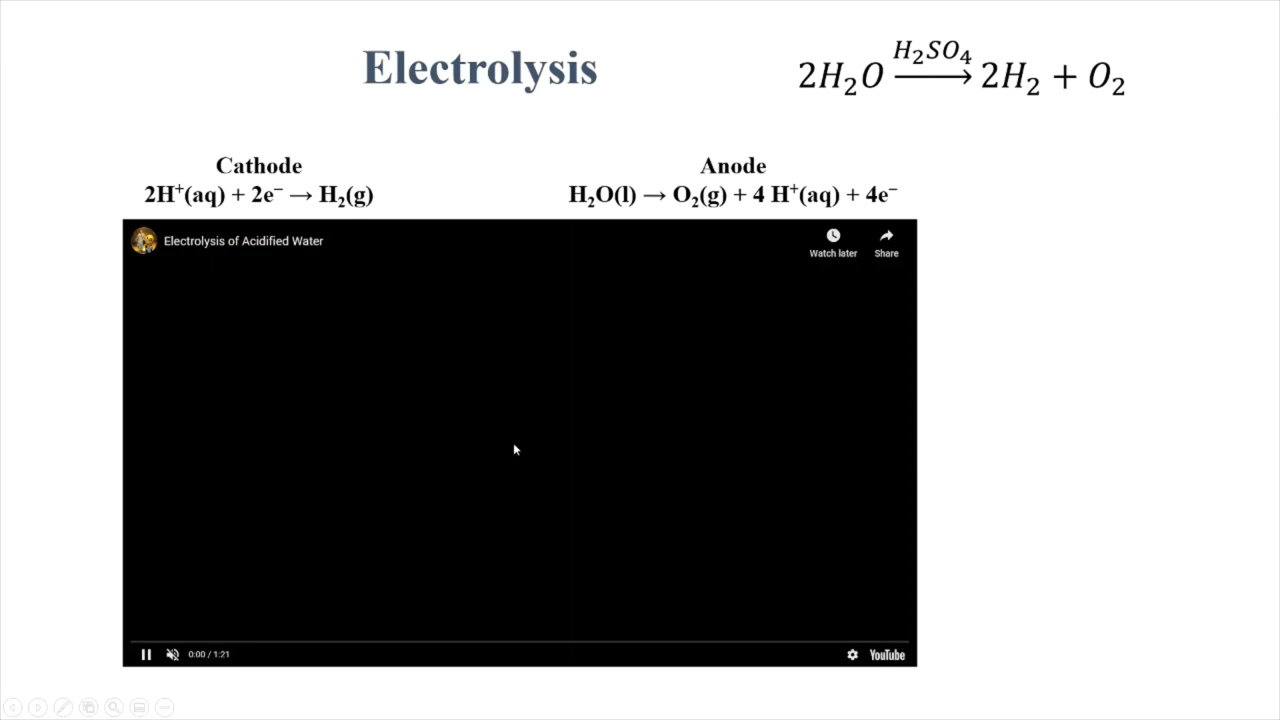 Electrolysis
2H₂O H₂SO₄→ 2H₂ + O₂
Cathode
2H⁺(aq) + 2e⁻ → H₂(g)
Anode
H₂O(l) → O₂(g) + 4 H⁺(aq) + 4e⁻
Electrolysis of Acidified Water
Watch later
Share
0:00 / 1:21
YouTube